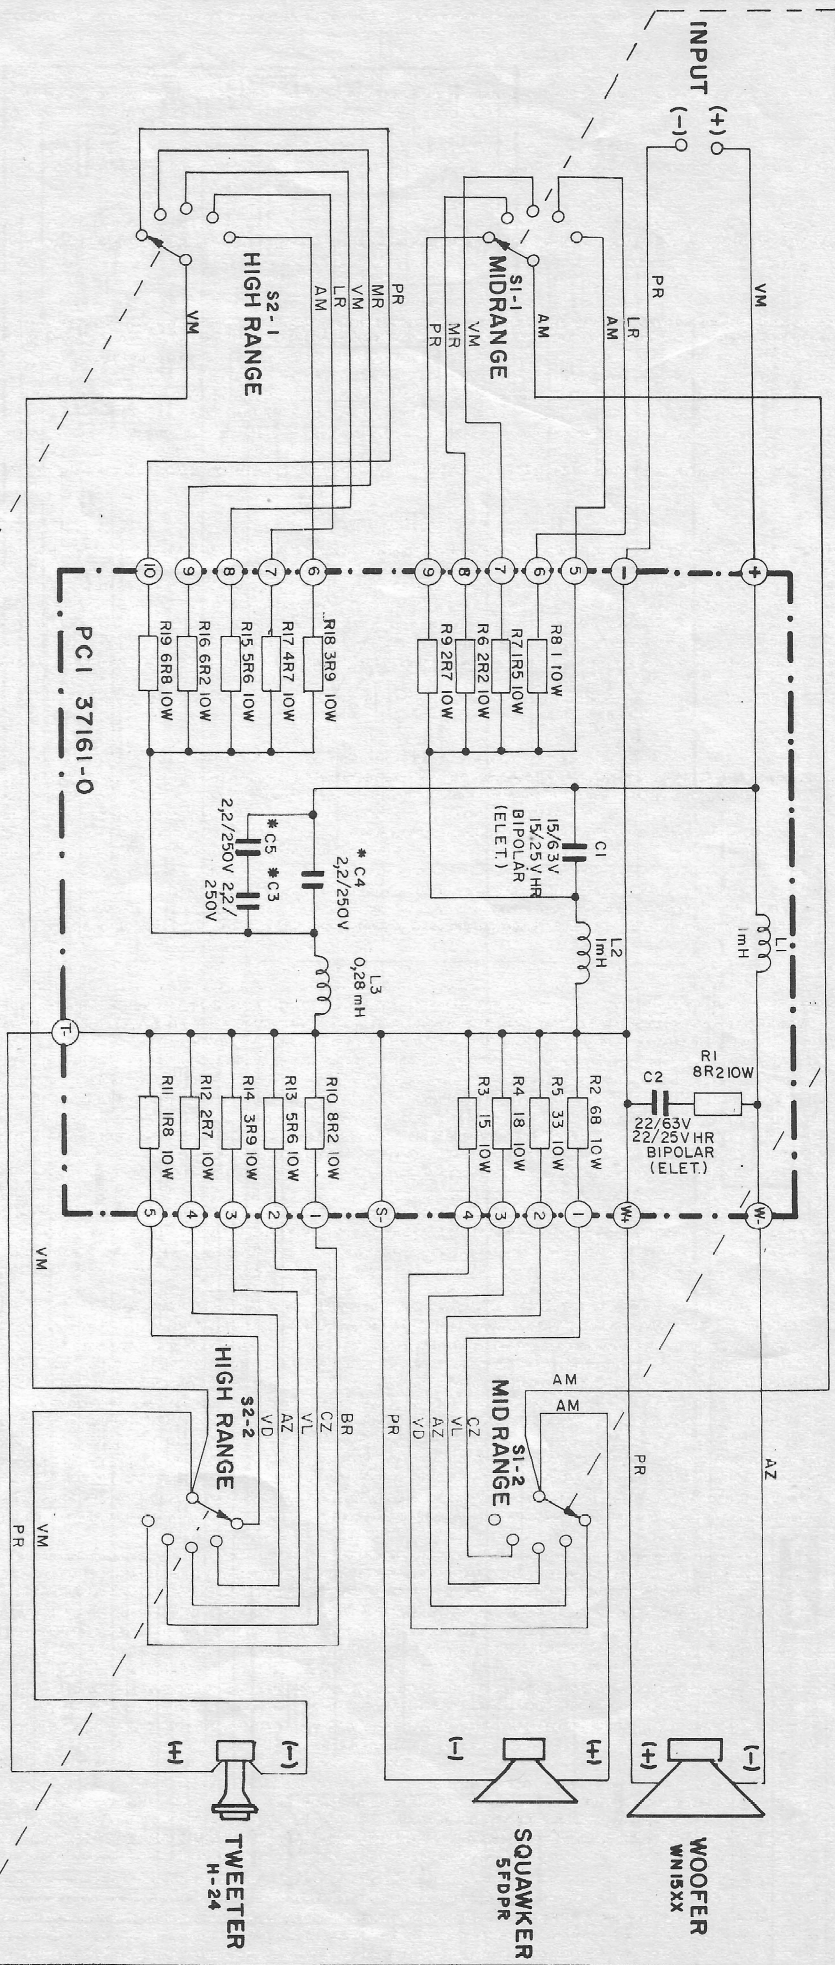 INPUT
(+)
(-)
VM
PR
S1-1
MIDRANGE
AM
AM
LR
VM
MR
PR
S2-1
HIGH RANGE
VM
PR
MR
VM
LR
AM
+
-
5
6
7
8
9
6
7
8
9
10
R8 1 10W
R7 1R5 10W
R6 2R2 10W
R9 2R7 10W
R18 3R9 10W
R17 4R7 10W
R15 5R6 10W
R16 6R2 10W
R19 6R8 10W
PCI 37161-0
C1
15/63V
15/25VHR
BIPOLAR
(ELET.)
* C4
2,2/250V
* C5
2,2/250V
* C3
2,2/
250V
L1
1mH
L2
1mH
L3
0,28mH
R1
8R2 10W
C2
22/63V
22/25VHR
BIPOLAR
(ELET.)
R2 68 10W
R5 33 10W
R4 18 10W
R3 15 10W
R10 8R2 10W
R13 5R6 10W
R14 3R9 10W
R12 2R7 10W
R11 1R8 10W
T-
W-
W+
1
2
3
4
S-
1
2
3
4
5
VM
AM
AM
AZ
PR
S1-2
MIDRANGE
CZ
VL
AZ
VD
PR
S2-2
HIGH RANGE
BR
CZ
VL
AZ
VD
VM
PR
(-)
(+)
WOOFER
WN15XX
(+)
(-)
SQUAWKER
5FDPR
(-)
(+)
TWEETER
H-24